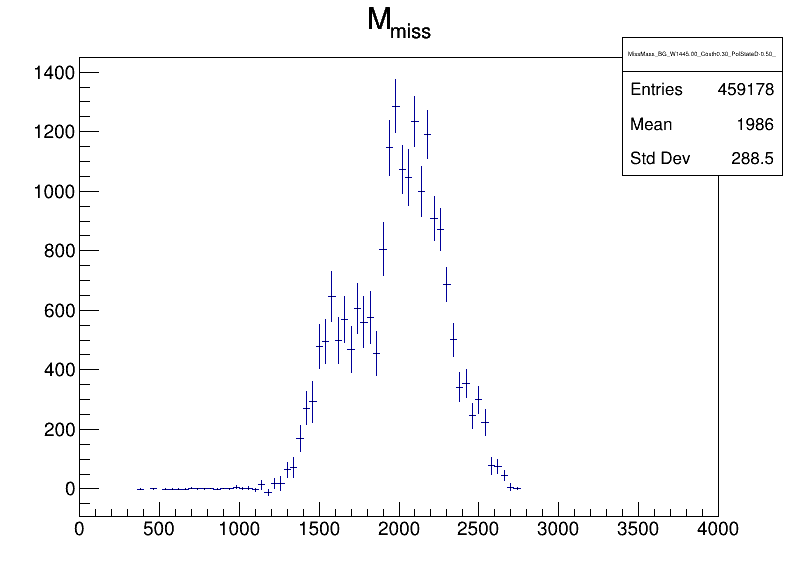 M_miss
MissMass_BG_W1445.00_Costh0.30_PolStateD-0.50_
Entries 459178
Mean 1986
Std Dev 288.5
1400
1200
1000
800
600
400
200
0
0 500 1000 1500 2000 2500 3000 3500 4000